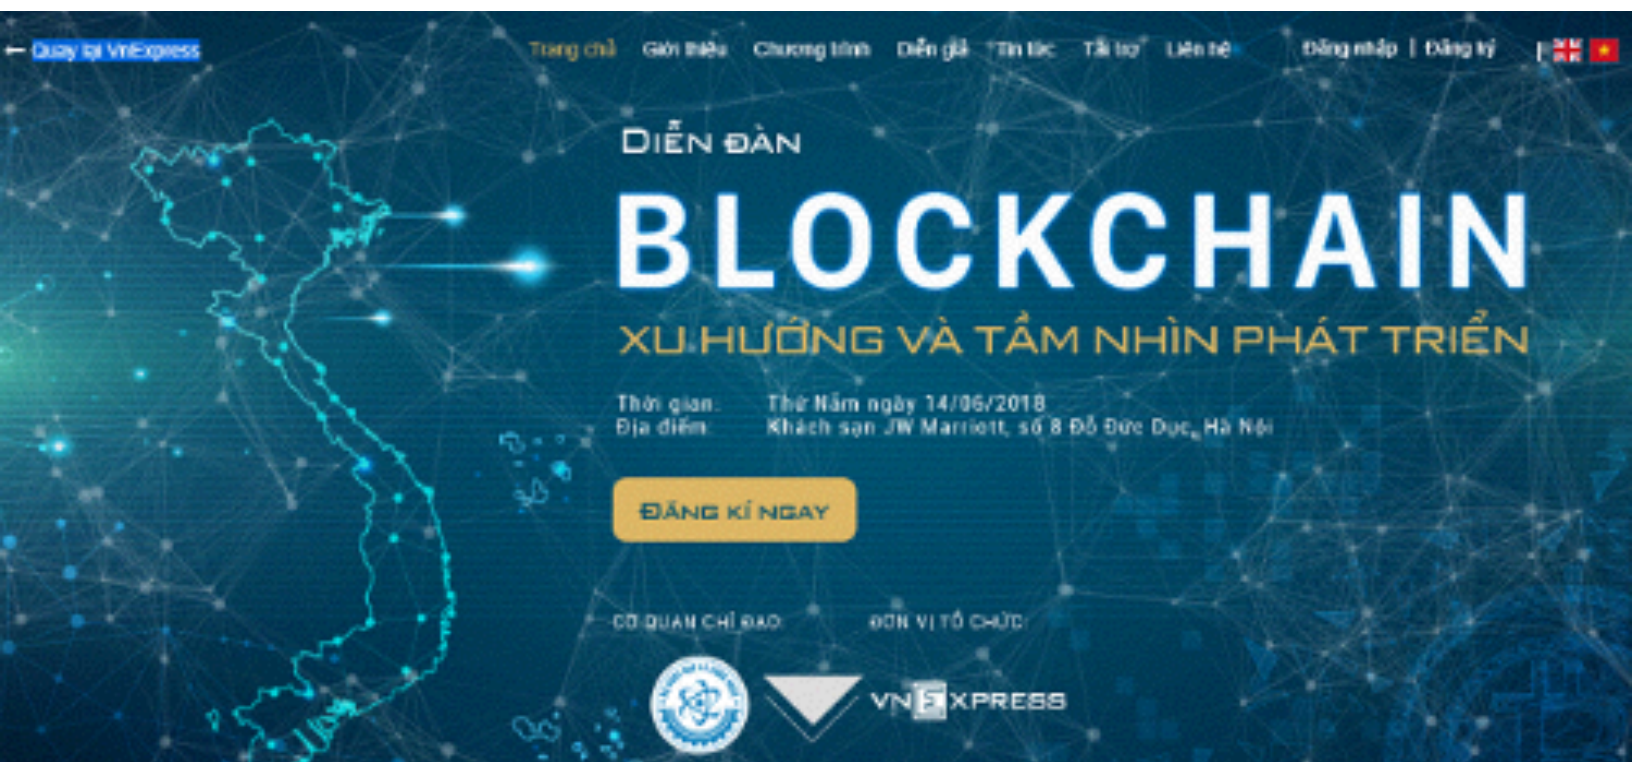 ← Quay lại VnExpress
Trang chủ Giới thiệu Chương trình Diễn giả Tin tức Tài trợ Liên hệ Đăng nhập | Đăng ký
DIỄN ĐÀN
BLOCKCHAIN
XU HƯỚNG VÀ TẦM NHÌN PHÁT TRIỂN
Thời gian: Thứ Năm ngày 14/06/2018
Địa điểm: Khách sạn JW Marriott, số 8 Đỗ Đức Dục, Hà Nội
ĐĂNG KÍ NGAY
CƠ QUAN CHỈ ĐẠO: ĐƠN VỊ TỔ CHỨC:
VNEXPRESS